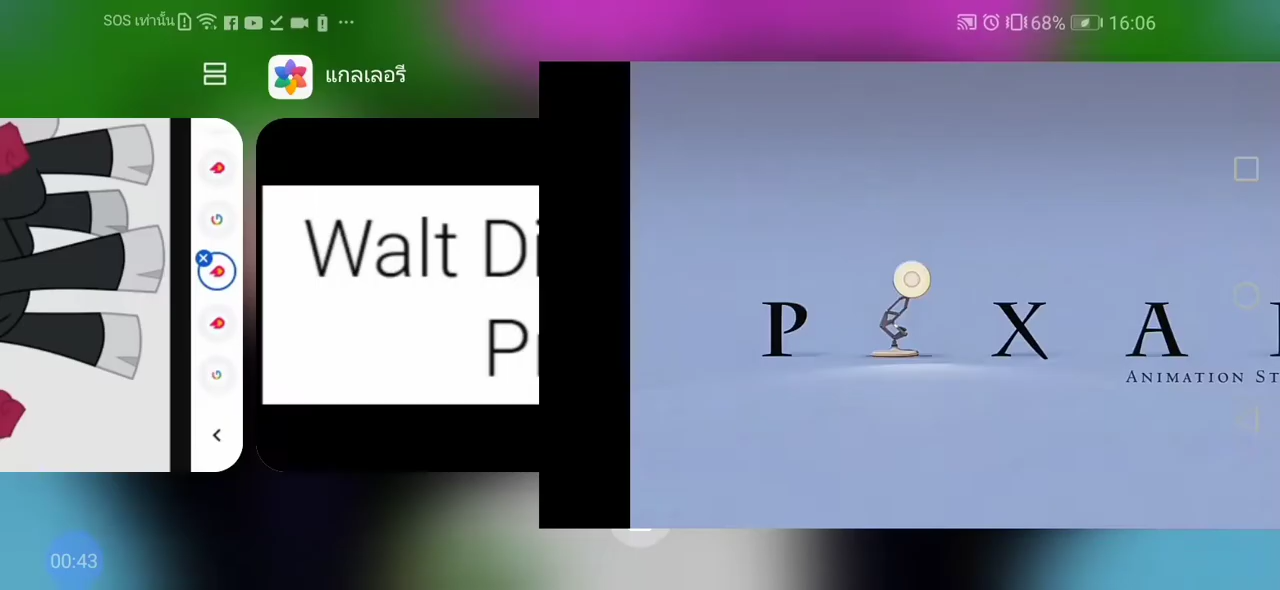 SOS เท่านั้น
68% 16:06
แกลเลอรี
Walt Di
P
P XA
ANIMATION ST
00:43